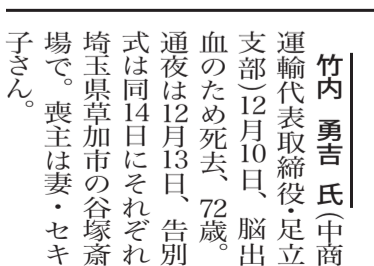 竹内 勇吉 氏(中商
運輸代表取締役・足立
支部)12月10日、脳出
血のため死去、72歳。
通夜は12月13日、告別
式は同14日にそれぞれ
埼玉県草加市の谷塚斎
場で。喪主は妻・セキ
子さん。